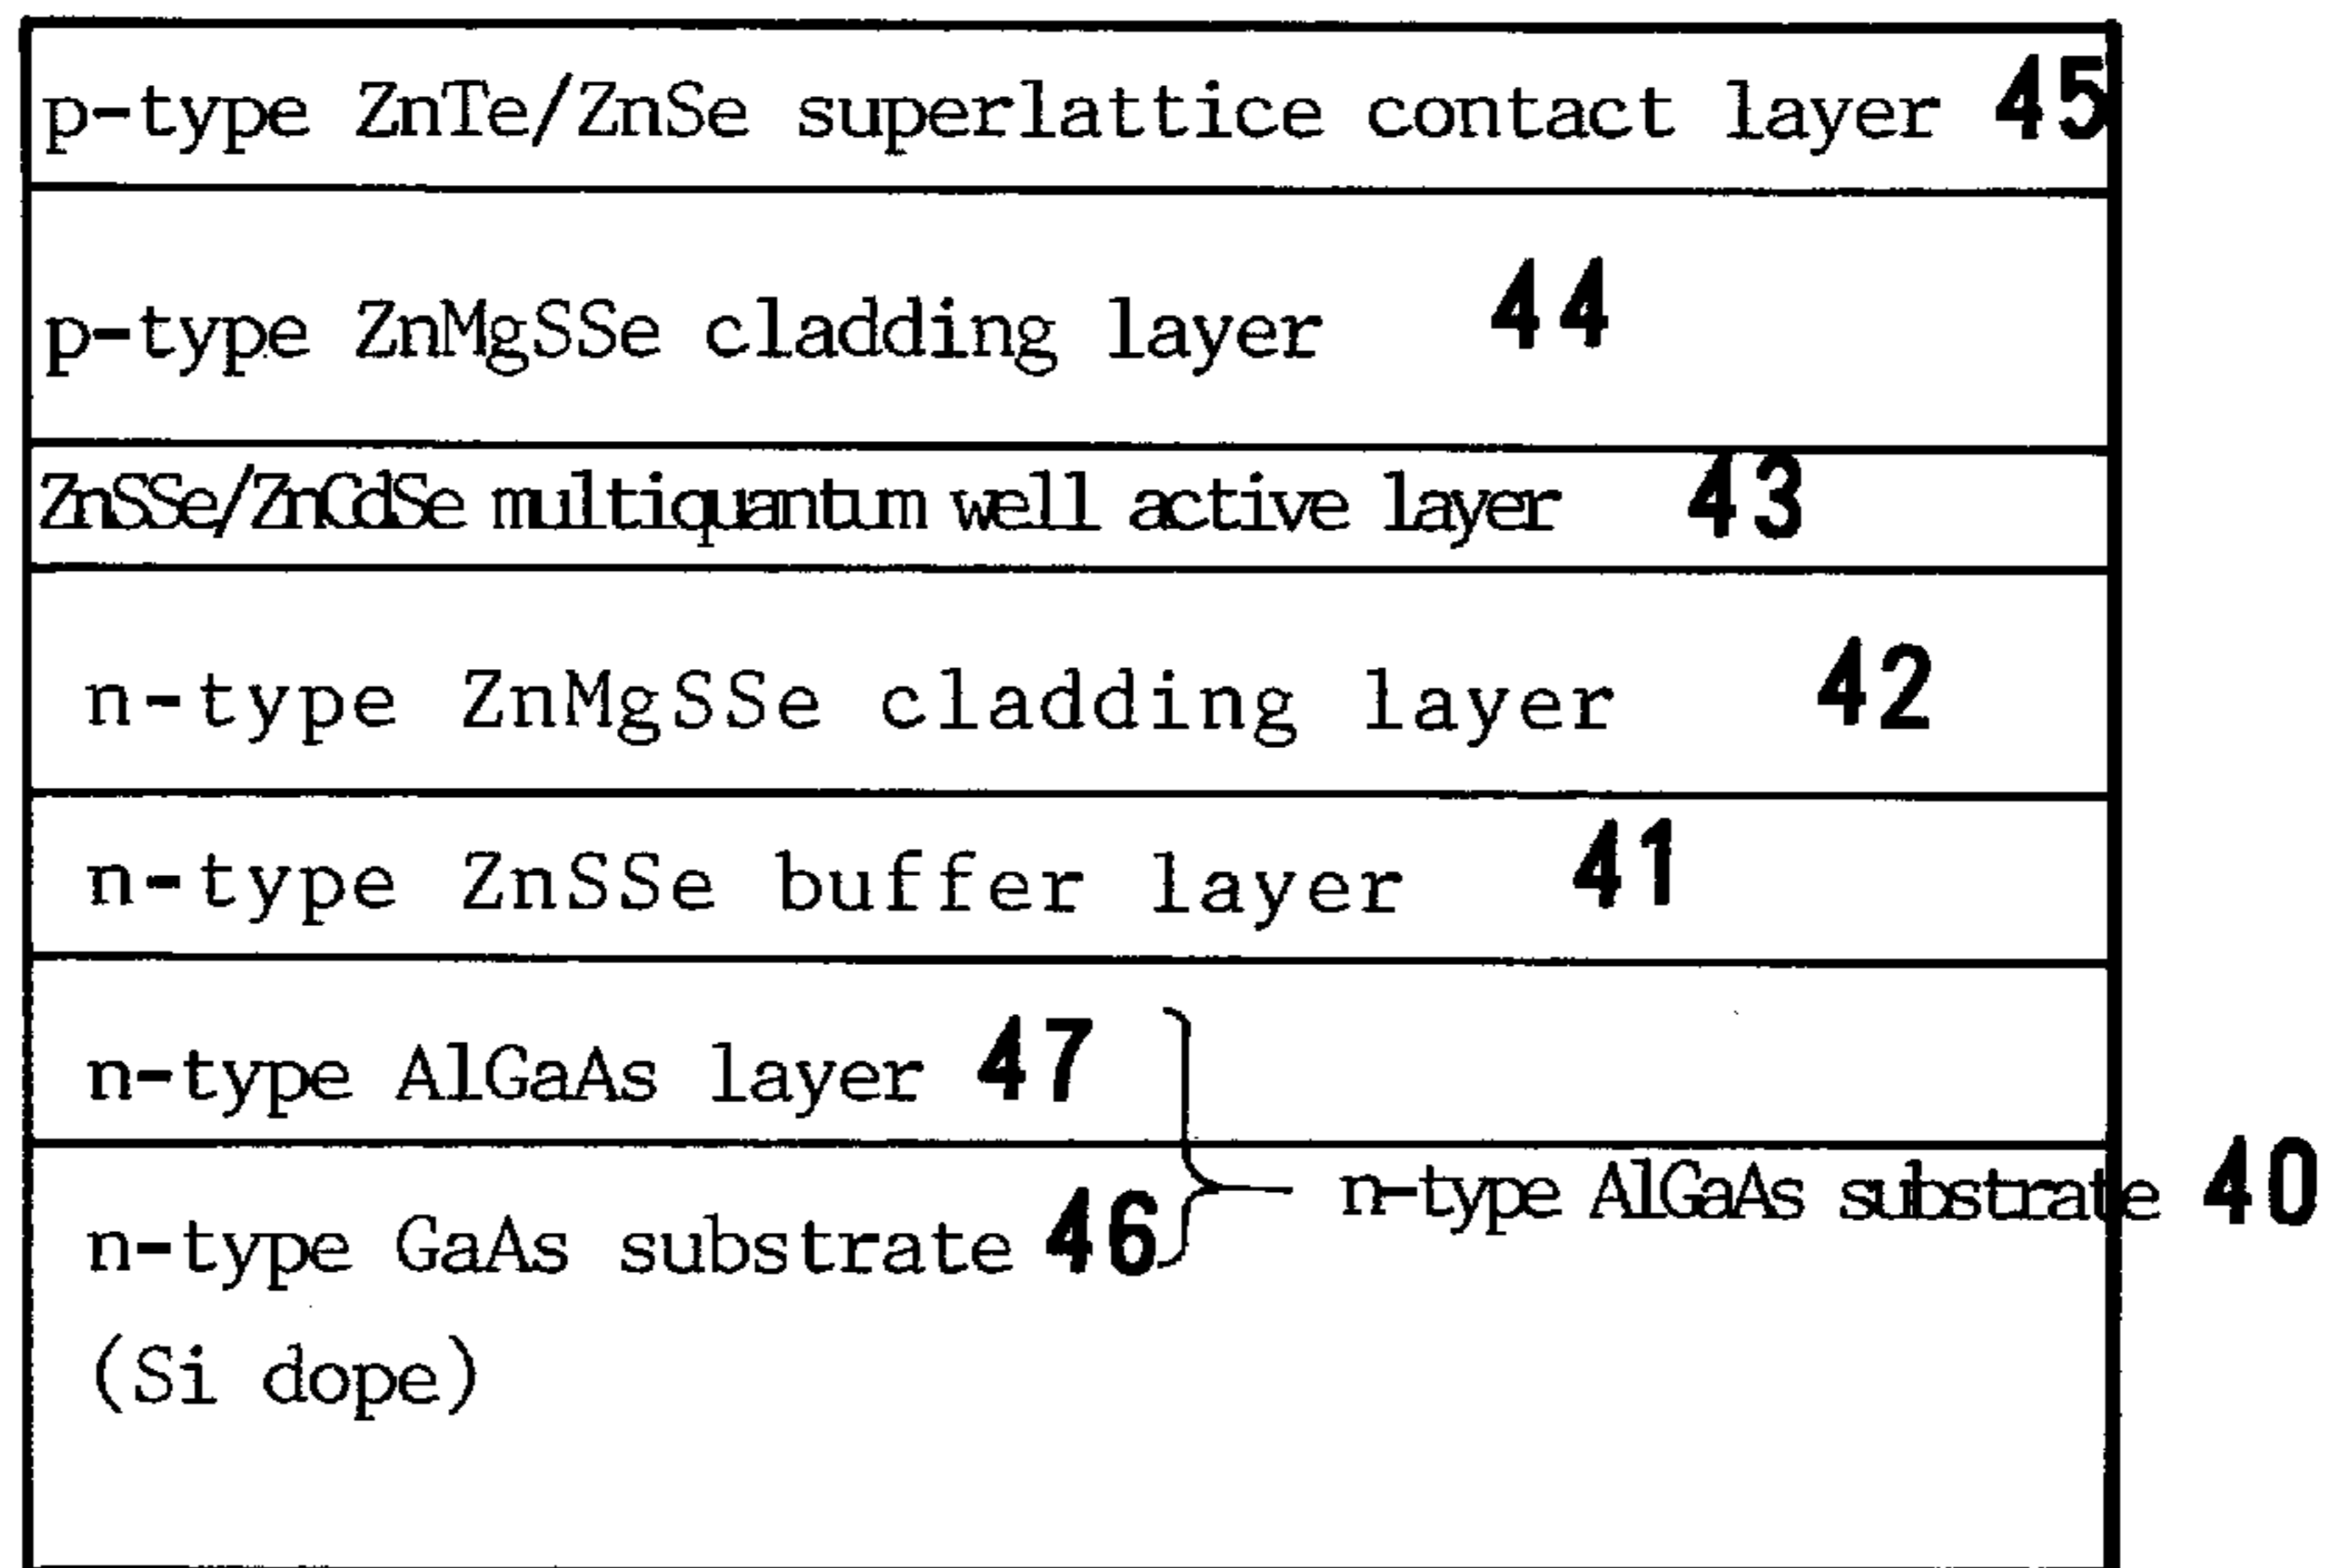 p-type ZnTe/ZnSe superlattice contact layer 45
p-type ZnMgSSe cladding layer 44
ZnSSe/ZnCdSe multiquantum well active layer 43
n-type ZnMgSSe cladding layer 42
n-type ZnSSe buffer layer 41
n-type AlGaAs layer 47
n-type AlGaAs substrate 40
n-type GaAs substrate 46
(Si dope)